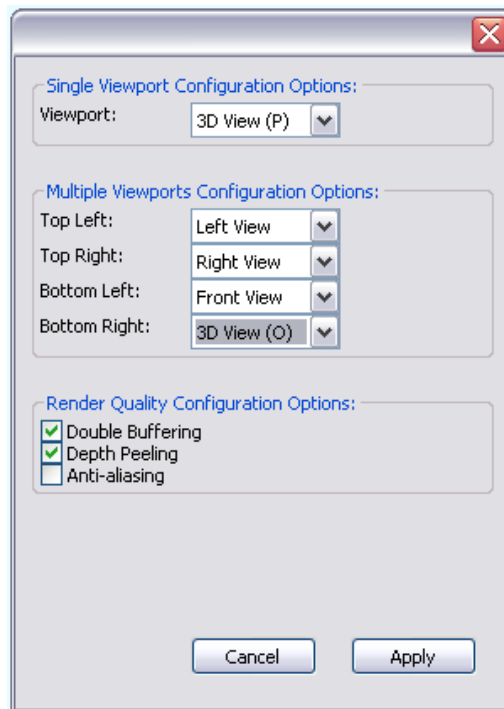 Single Viewport Configuration Options:
Viewport: 3D View (P)
Multiple Viewports Configuration Options:
Top Left: Left View
Top Right: Right View
Bottom Left: Front View
Bottom Right: 3D View (O)
Render Quality Configuration Options:
Double Buffering
Depth Peeling
Anti-aliasing
Cancel Apply